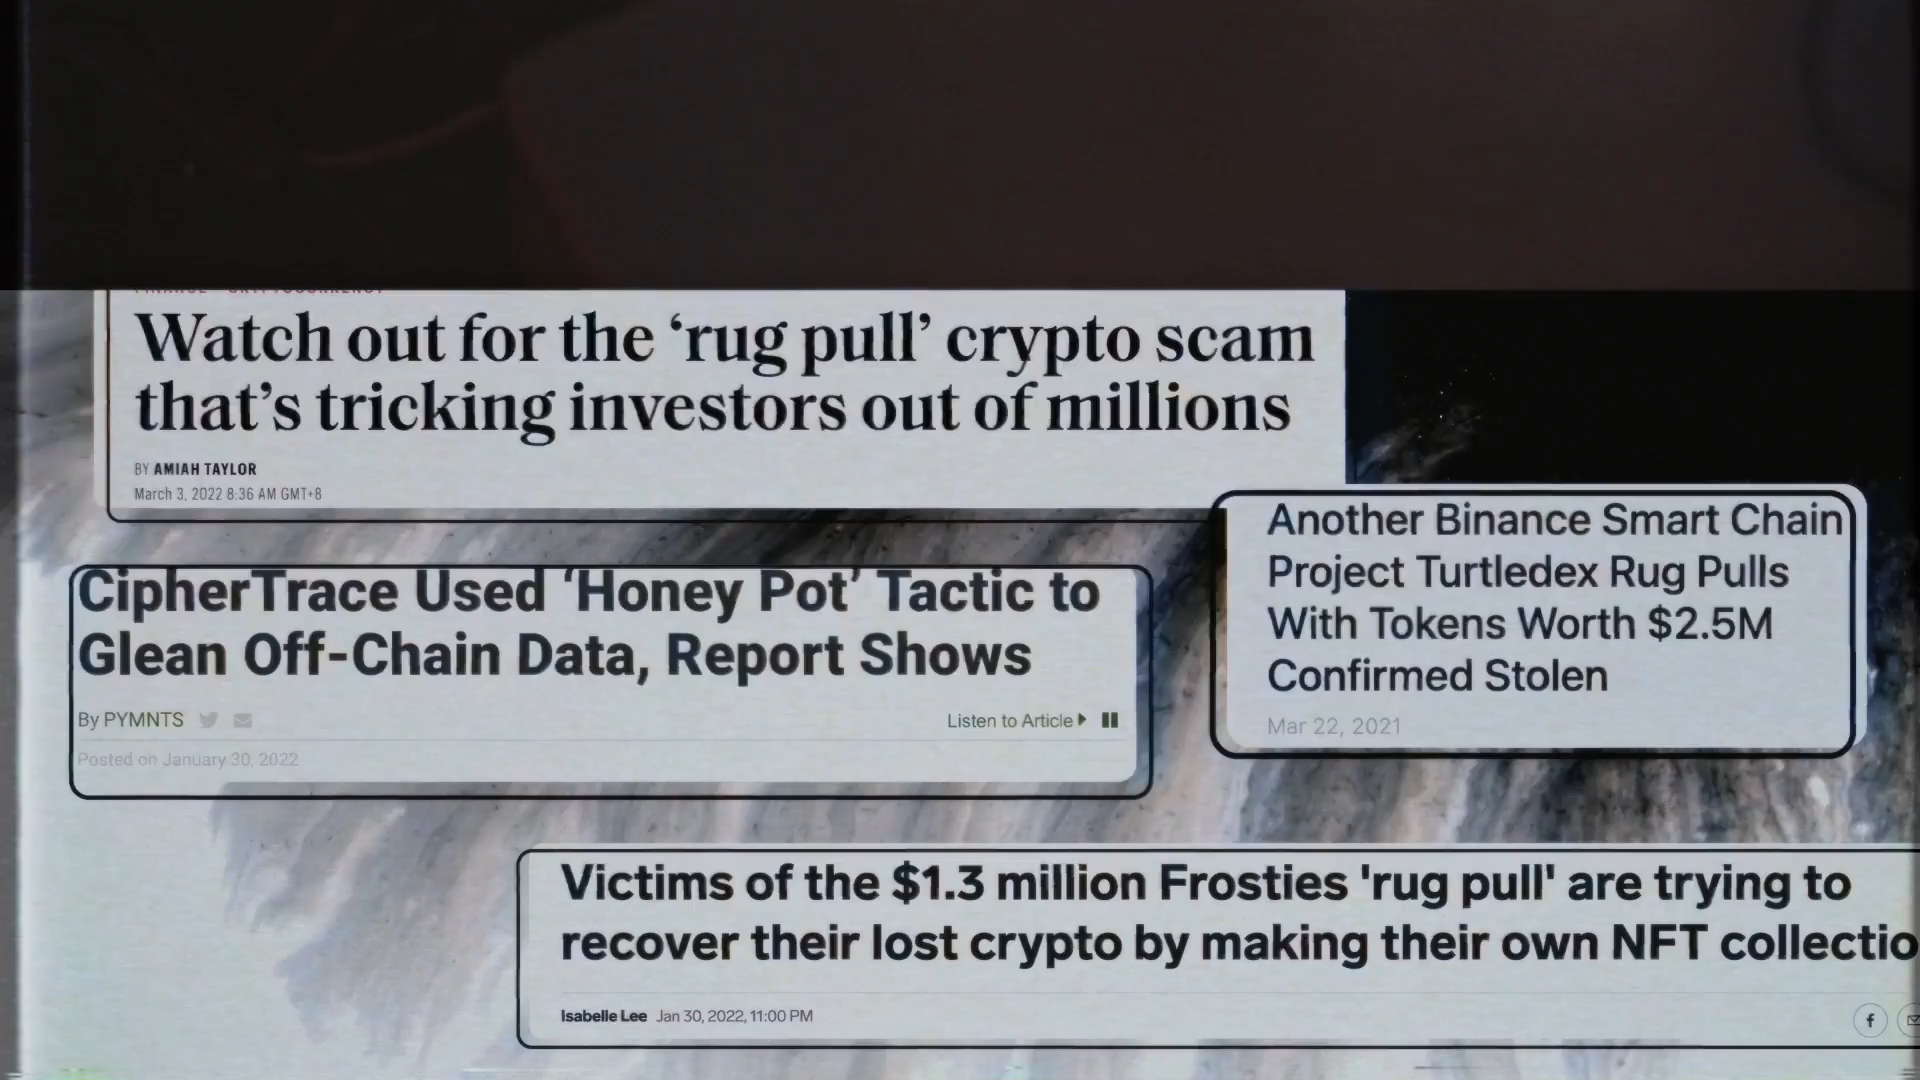 FINANCE · CRYPTOCURRENCY
Watch out for the ‘rug pull’ crypto scam
that’s tricking investors out of millions
BY AMIAH TAYLOR
March 3, 2022 8:36 AM GMT+8
Another Binance Smart Chain
Project Turtledex Rug Pulls
With Tokens Worth $2.5M
Confirmed Stolen
Mar 22, 2021
CipherTrace Used ‘Honey Pot’ Tactic to
Glean Off-Chain Data, Report Shows
By PYMNTS
Listen to Article
Posted on January 30, 2022
Victims of the $1.3 million Frosties 'rug pull' are trying to
recover their lost crypto by making their own NFT collectio
Isabelle Lee Jan 30, 2022, 11:00 PM